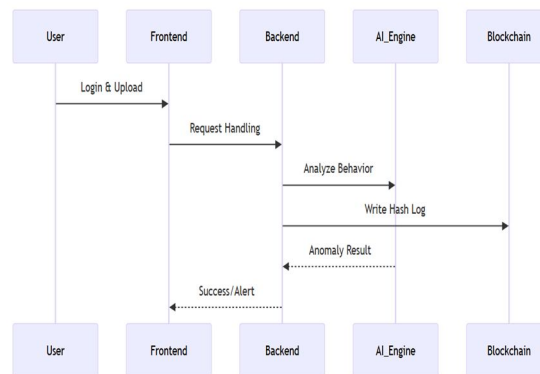 User
Frontend
Backend
AI_Engine
Blockchain
Login & Upload
Request Handling
Analyze Behavior
Write Hash Log
Anomaly Result
Success/Alert
User
Frontend
Backend
AI_Engine
Blockchain